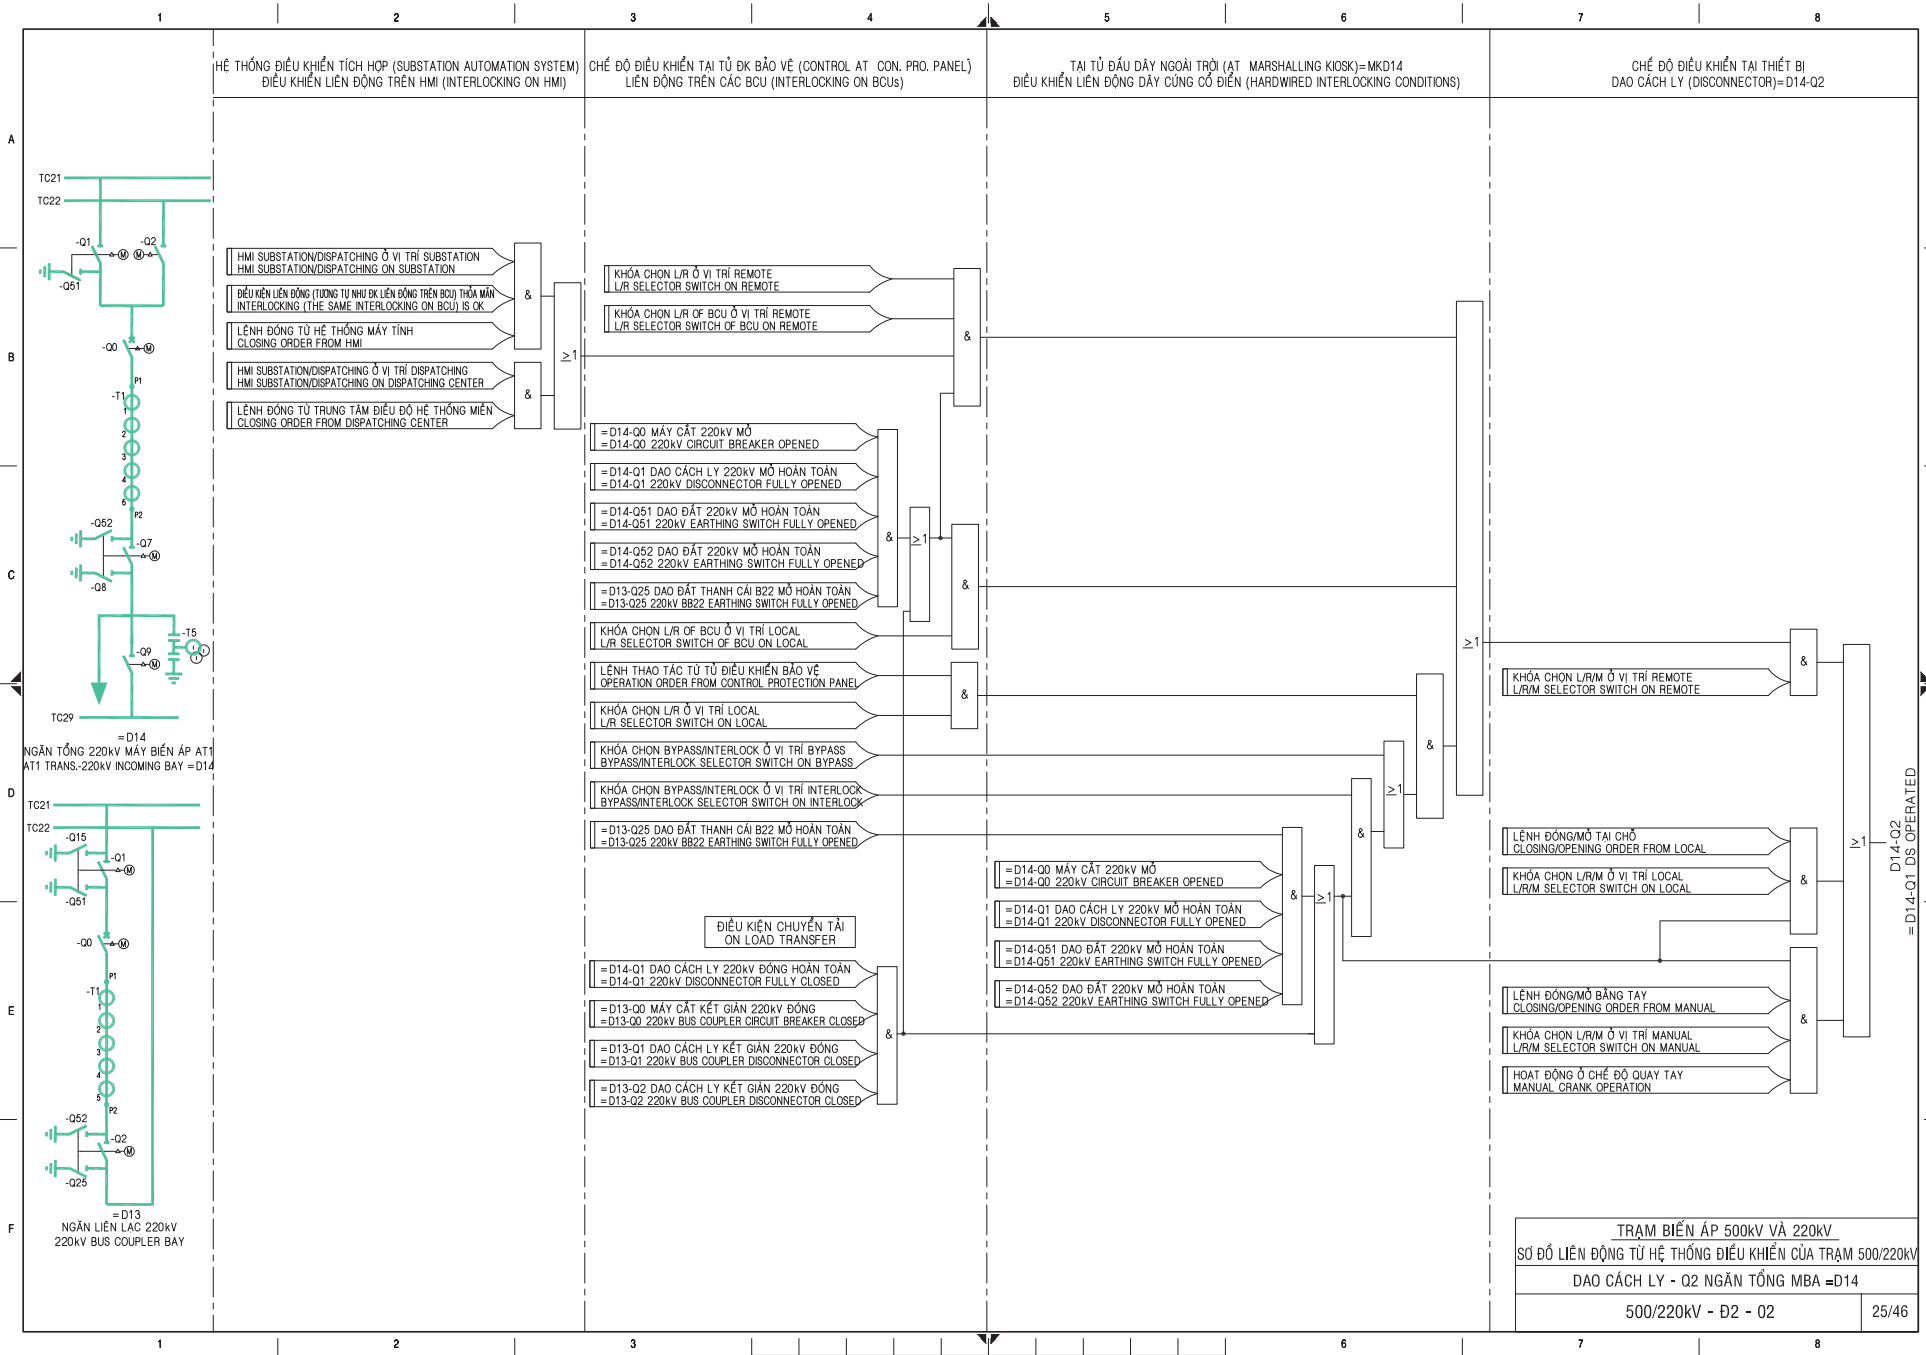 1 2 3 4 5 6 7 8
HỆ THỐNG ĐIỀU KHIỂN TÍCH HỢP (SUBSTATION AUTOMATION SYSTEM)
ĐIỀU KHIỂN LIÊN ĐỘNG TRÊN HMI (INTERLOCKING ON HMI)
CHẾ ĐỘ ĐIỀU KHIỂN TẠI TỦ ĐK BẢO VỆ (CONTROL AT CON. PRO. PANEL)
LIÊN ĐỘNG TRÊN CÁC BCU (INTERLOCKING ON BCUs)
TẠI TỦ ĐẤU DÂY NGOÀI TRỜI (AT MARSHALLING KIOSK)=MKD14
ĐIỀU KHIỂN LIÊN ĐỘNG DÂY CỨNG CỔ ĐIỂN (HARDWIRED INTERLOCKING CONDITIONS)
CHẾ ĐỘ ĐIỀU KHIỂN TẠI THIẾT BỊ
DAO CÁCH LY (DISCONNECTOR)=D14-Q2
A
B
C
D
E
F
TC21
TC22
-Q1
M
M
-Q2
-Q51
-Q0
M
P1
-T1
1
2
3
4
5
P2
-Q52
-Q7
M
-Q8
-T5
-Q9
M
TC29
=D14
NGĂN TỔNG 220kV MÁY BIẾN ÁP AT1
AT1 TRANS.-220kV INCOMING BAY =D14
TC21
TC22
-Q15
-Q1
M
-Q51
-Q0
M
P1
-T1
1
2
3
4
5
P2
-Q52
-Q2
M
-Q25
=D13
NGĂN LIÊN LẠC 220kV
220kV BUS COUPLER BAY
HMI SUBSTATION/DISPATCHING Ở VỊ TRÍ SUBSTATION
HMI SUBSTATION/DISPATCHING ON SUBSTATION
ĐIỀU KIỆN LIÊN ĐỘNG (TƯƠNG TỰ NHƯ ĐK LIÊN ĐỘNG TRÊN BCU) THỎA MÃN
INTERLOCKING (THE SAME INTERLOCKING ON BCU) IS OK
LỆNH ĐÓNG TỪ HỆ THỐNG MÁY TÍNH
CLOSING ORDER FROM HMI
HMI SUBSTATION/DISPATCHING Ở VỊ TRÍ DISPATCHING
HMI SUBSTATION/DISPATCHING ON DISPATCHING CENTER
LỆNH ĐÓNG TỪ TRUNG TÂM ĐIỀU ĐỘ HỆ THỐNG MIỀN
CLOSING ORDER FROM DISPATCHING CENTER
&
&
≥1
KHÓA CHỌN L/R Ở VỊ TRÍ REMOTE
L/R SELECTOR SWITCH ON REMOTE
KHÓA CHỌN L/R OF BCU Ở VỊ TRÍ REMOTE
L/R SELECTOR SWITCH OF BCU ON REMOTE
&
=D14-Q0 MÁY CẮT 220kV MỞ
=D14-Q0 220kV CIRCUIT BREAKER OPENED
=D14-Q1 DAO CÁCH LY 220kV MỞ HOÀN TOÀN
=D14-Q1 220kV DISCONNECTOR FULLY OPENED
=D14-Q51 DAO ĐẤT 220kV MỞ HOÀN TOÀN
=D14-Q51 220kV EARTHING SWITCH FULLY OPENED
=D14-Q52 DAO ĐẤT 220kV MỞ HOÀN TOÀN
=D14-Q52 220kV EARTHING SWITCH FULLY OPENED
=D13-Q25 DAO ĐẤT THANH CÁI B22 MỞ HOÀN TOÀN
=D13-Q25 220kV BB22 EARTHING SWITCH FULLY OPENED
&
≥1
&
KHÓA CHỌN L/R OF BCU Ở VỊ TRÍ LOCAL
L/R SELECTOR SWITCH OF BCU ON LOCAL
LỆNH THAO TÁC TỪ TỦ ĐIỀU KHIỂN BẢO VỆ
OPERATION ORDER FROM CONTROL PROTECTION PANEL
KHÓA CHỌN L/R Ở VỊ TRÍ LOCAL
L/R SELECTOR SWITCH ON LOCAL
&
KHÓA CHỌN BYPASS/INTERLOCK Ở VỊ TRÍ BYPASS
BYPASS/INTERLOCK SELECTOR SWITCH ON BYPASS
KHÓA CHỌN BYPASS/INTERLOCK Ở VỊ TRÍ INTERLOCK
BYPASS/INTERLOCK SELECTOR SWITCH ON INTERLOCK
=D13-Q25 DAO ĐẤT THANH CÁI B22 MỞ HOÀN TOÀN
=D13-Q25 220kV BB22 EARTHING SWITCH FULLY OPENED
ĐIỀU KIỆN CHUYỂN TẢI
ON LOAD TRANSFER
=D14-Q1 DAO CÁCH LY 220kV ĐÓNG HOÀN TOÀN
=D14-Q1 220kV DISCONNECTOR FULLY CLOSED
=D13-Q0 MÁY CẮT KẾT GIÀN 220kV ĐÓNG
=D13-Q0 220kV BUS COUPLER CIRCUIT BREAKER CLOSED
=D13-Q1 DAO CÁCH LY KẾT GIÀN 220kV ĐÓNG
=D13-Q1 220kV BUS COUPLER DISCONNECTOR CLOSED
=D13-Q2 DAO CÁCH LY KẾT GIÀN 220kV ĐÓNG
=D13-Q2 220kV BUS COUPLER DISCONNECTOR CLOSED
&
=D14-Q0 MÁY CẮT 220kV MỞ
=D14-Q0 220kV CIRCUIT BREAKER OPENED
=D14-Q1 DAO CÁCH LY 220kV MỞ HOÀN TOÀN
=D14-Q1 220kV DISCONNECTOR FULLY OPENED
=D14-Q51 DAO ĐẤT 220kV MỞ HOÀN TOÀN
=D14-Q51 220kV EARTHING SWITCH FULLY OPENED
=D14-Q52 DAO ĐẤT 220kV MỞ HOÀN TOÀN
=D14-Q52 220kV EARTHING SWITCH FULLY OPENED
&
≥1
&
≥1
&
≥1
KHÓA CHỌN L/R/M Ở VỊ TRÍ REMOTE
L/R/M SELECTOR SWITCH ON REMOTE
&
LỆNH ĐÓNG/MỞ TẠI CHỖ
CLOSING/OPENING ORDER FROM LOCAL
KHÓA CHỌN L/R/M Ở VỊ TRÍ LOCAL
L/R/M SELECTOR SWITCH ON LOCAL
&
LỆNH ĐÓNG/MỞ BẰNG TAY
CLOSING/OPENING ORDER FROM MANUAL
KHÓA CHỌN L/R/M Ở VỊ TRÍ MANUAL
L/R/M SELECTOR SWITCH ON MANUAL
HOẠT ĐỘNG Ở CHẾ ĐỘ QUAY TAY
MANUAL CRANK OPERATION
&
≥1
D14-Q2
=D14-Q1 DS OPERATED
TRẠM BIẾN ÁP 500kV VÀ 220kV
SƠ ĐỒ LIÊN ĐỘNG TỪ HỆ THỐNG ĐIỀU KHIỂN CỦA TRẠM 500/220kV
DAO CÁCH LY - Q2 NGĂN TỔNG MBA =D14
500/220kV - Đ2 - 02
25/46
1 2 3 6 7 8